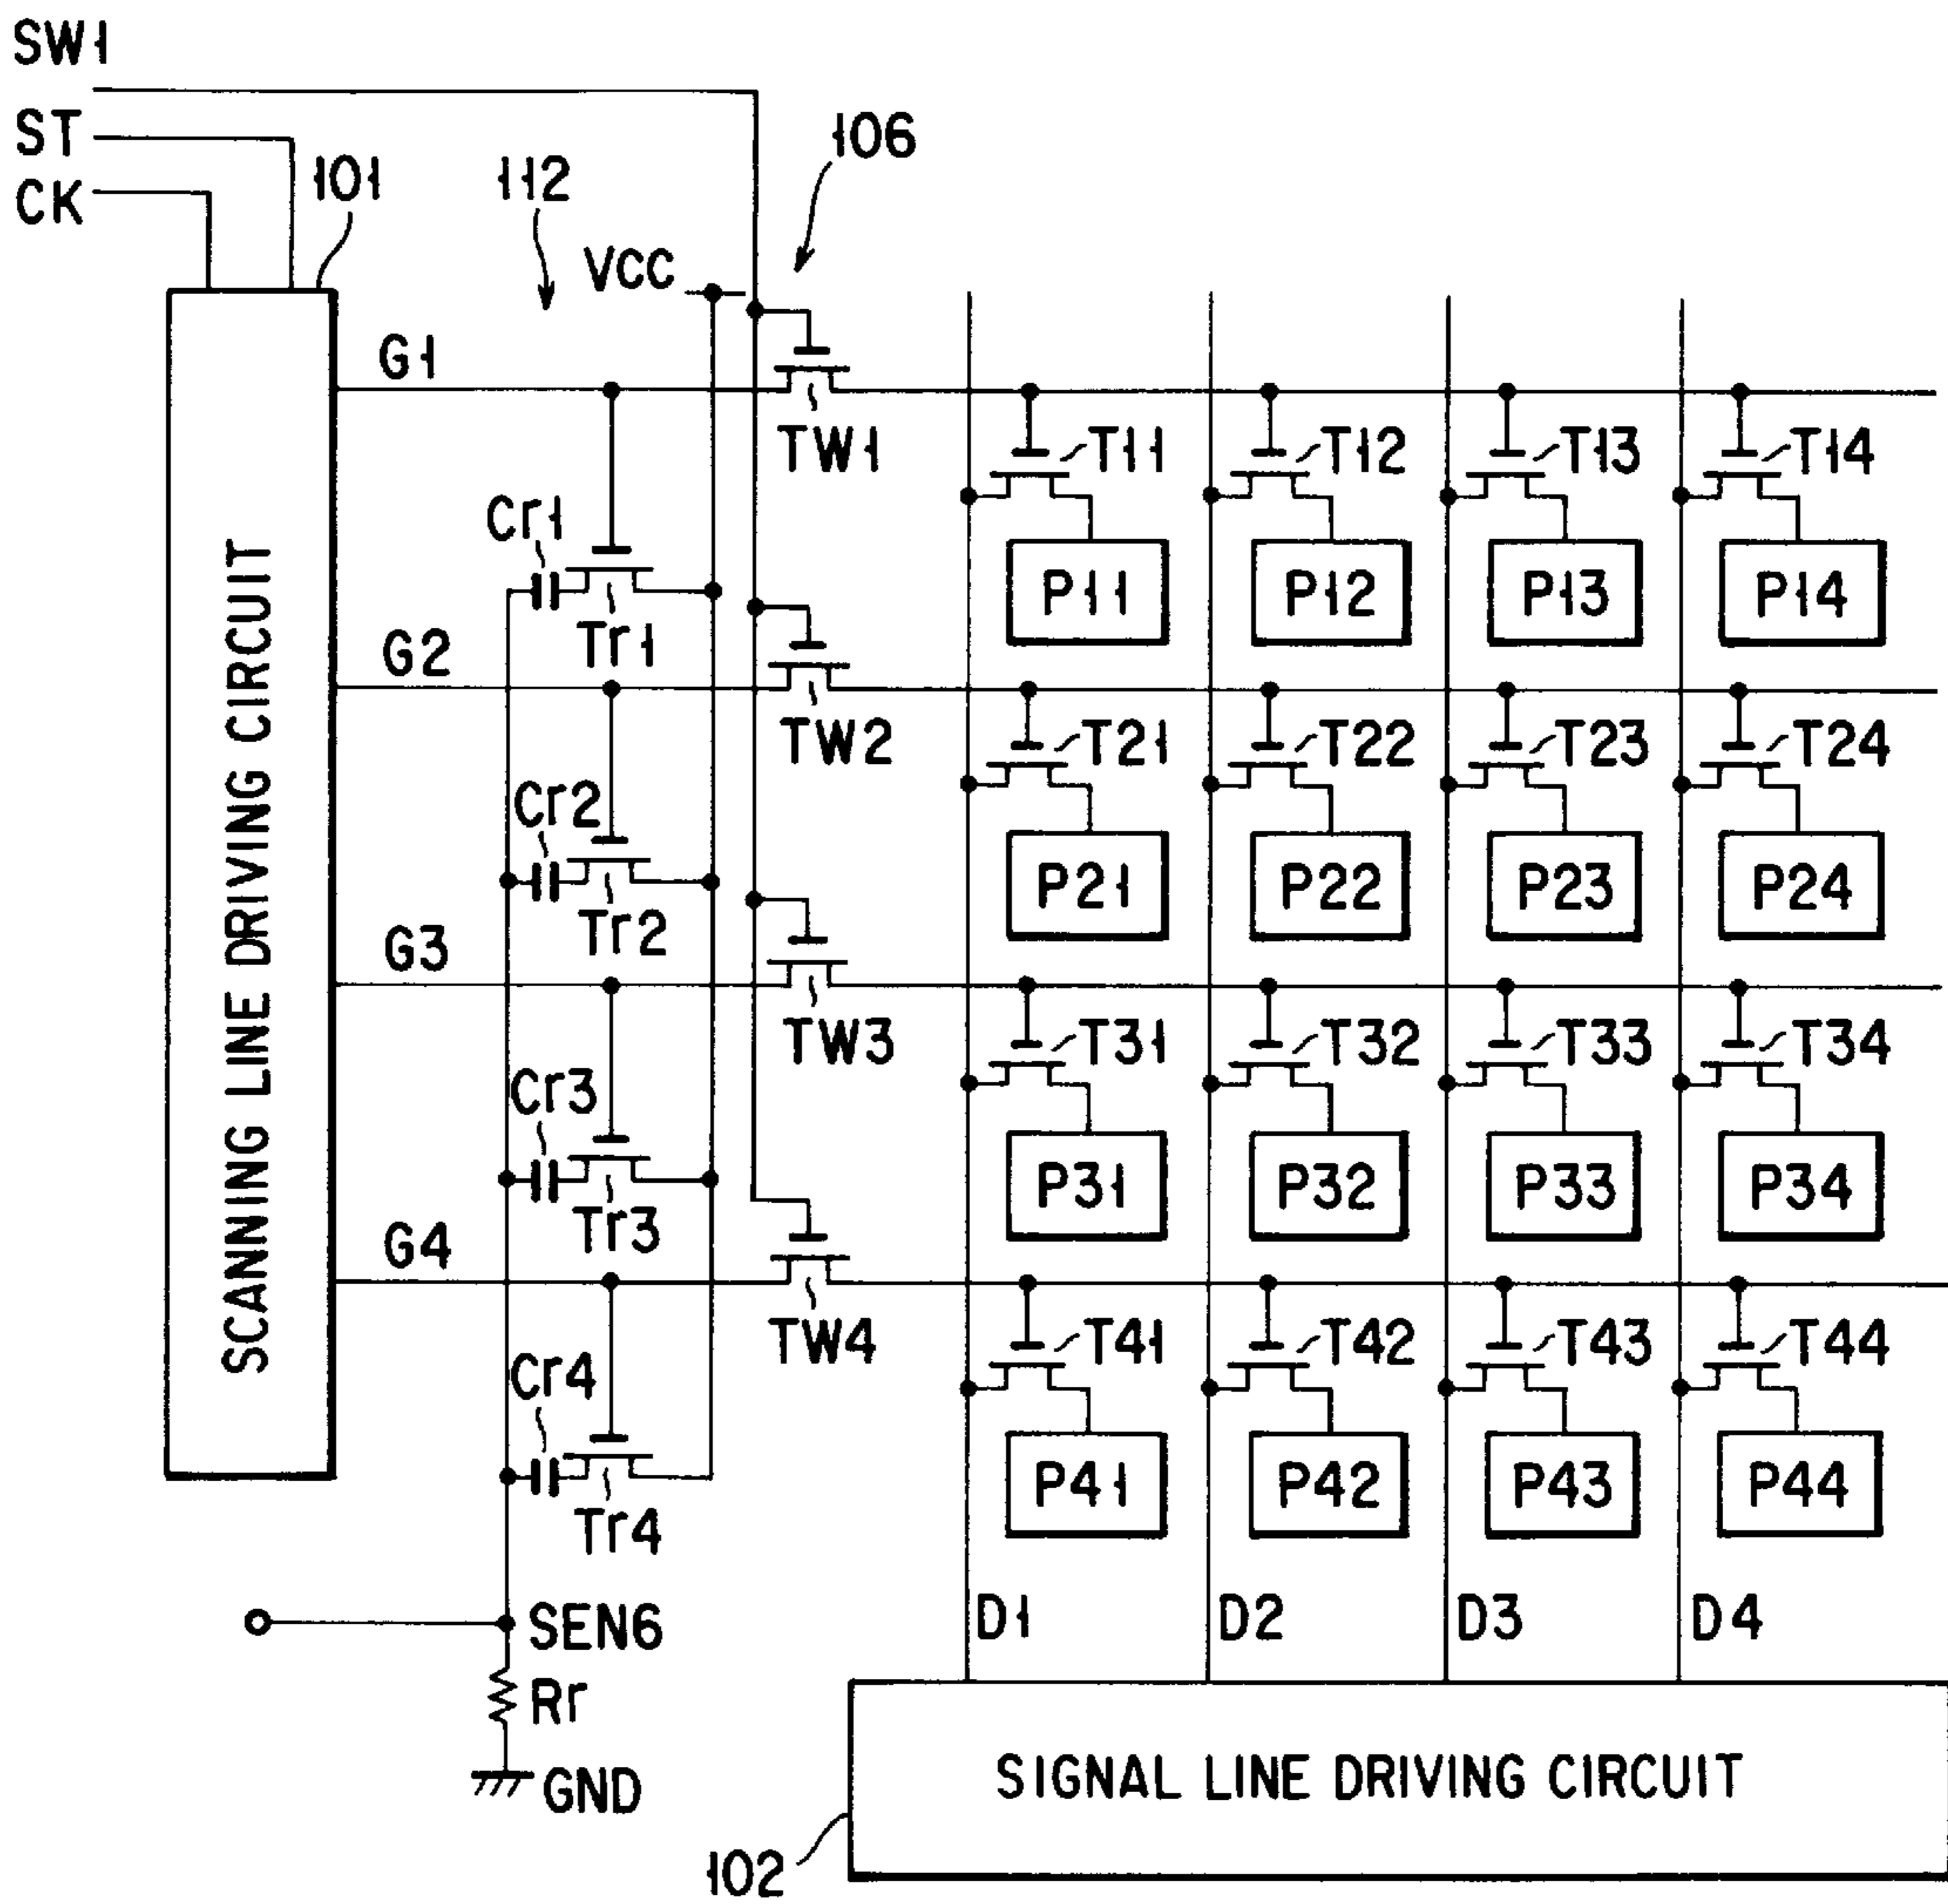 SW1
ST
CK
101
112
106
VCC
G1
TW1
T11
T12
T13
T14
Cr1
Tr1
P11
P12
P13
P14
G2
TW2
T21
T22
T23
T24
Cr2
Tr2
P21
P22
P23
P24
G3
TW3
T31
T32
T33
T34
Cr3
Tr3
P31
P32
P33
P34
G4
TW4
T41
T42
T43
T44
Cr4
Tr4
P41
P42
P43
P44
SCANNING LINE DRIVING CIRCUIT
SEN6
D1
D2
D3
D4
Rr
GND
SIGNAL LINE DRIVING CIRCUIT
102